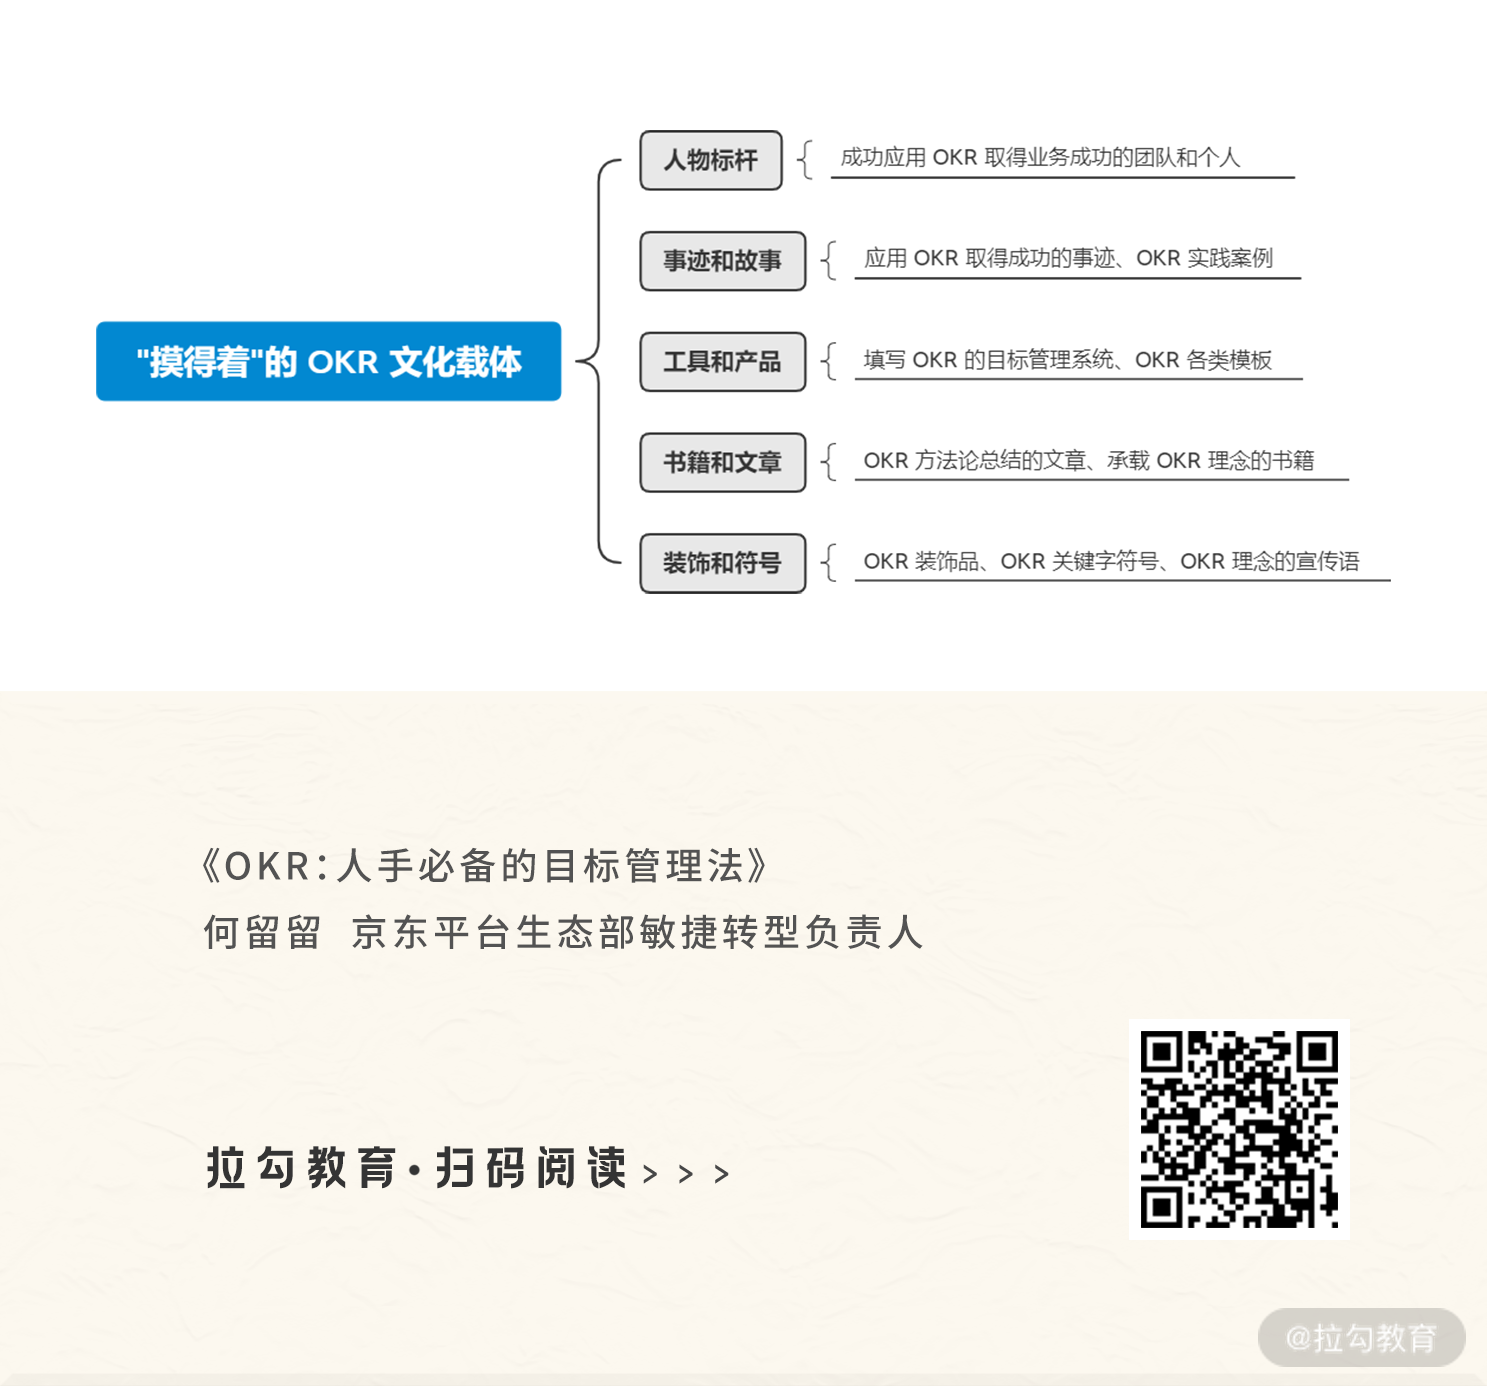 "摸得着"的 OKR 文化载体
人物标杆
成功应用 OKR 取得业务成功的团队和个人
事迹和故事
应用 OKR 取得成功的事迹、OKR 实践案例
工具和产品
填写 OKR 的目标管理系统、OKR 各类模板
书籍和文章
OKR 方法论总结的文章、承载 OKR 理念的书籍
装饰和符号
OKR 装饰品、OKR 关键字符号、OKR 理念的宣传语
《OKR:人手必备的目标管理法》
何留留 京东平台生态部敏捷转型负责人
拉勾教育·扫码阅读>>>
@拉勾教育